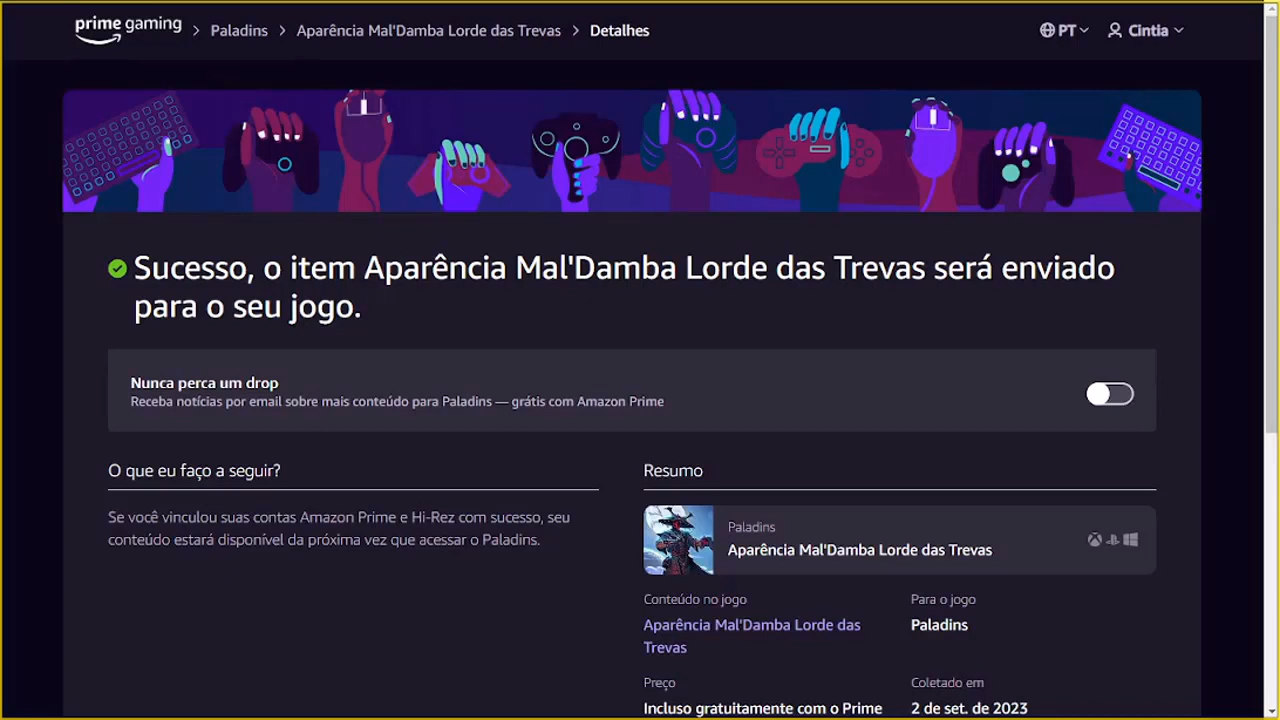 prime gaming > Paladins > Aparência Mal'Damba Lorde das Trevas > Detalhes
PT
Cintia
Sucesso, o item Aparência Mal'Damba Lorde das Trevas será enviado
para o seu jogo.
Nunca perca um drop
Receba notícias por email sobre mais conteúdo para Paladins — grátis com Amazon Prime
O que eu faço a seguir?
Se você vinculou suas contas Amazon Prime e Hi-Rez com sucesso, seu
conteúdo estará disponível da próxima vez que acessar o Paladins.
Resumo
Paladins
Aparência Mal'Damba Lorde das Trevas
Conteúdo no jogo
Aparência Mal'Damba Lorde das
Trevas
Para o jogo
Paladins
Preço
Incluso gratuitamente com o Prime
Coletado em
2 de set. de 2023